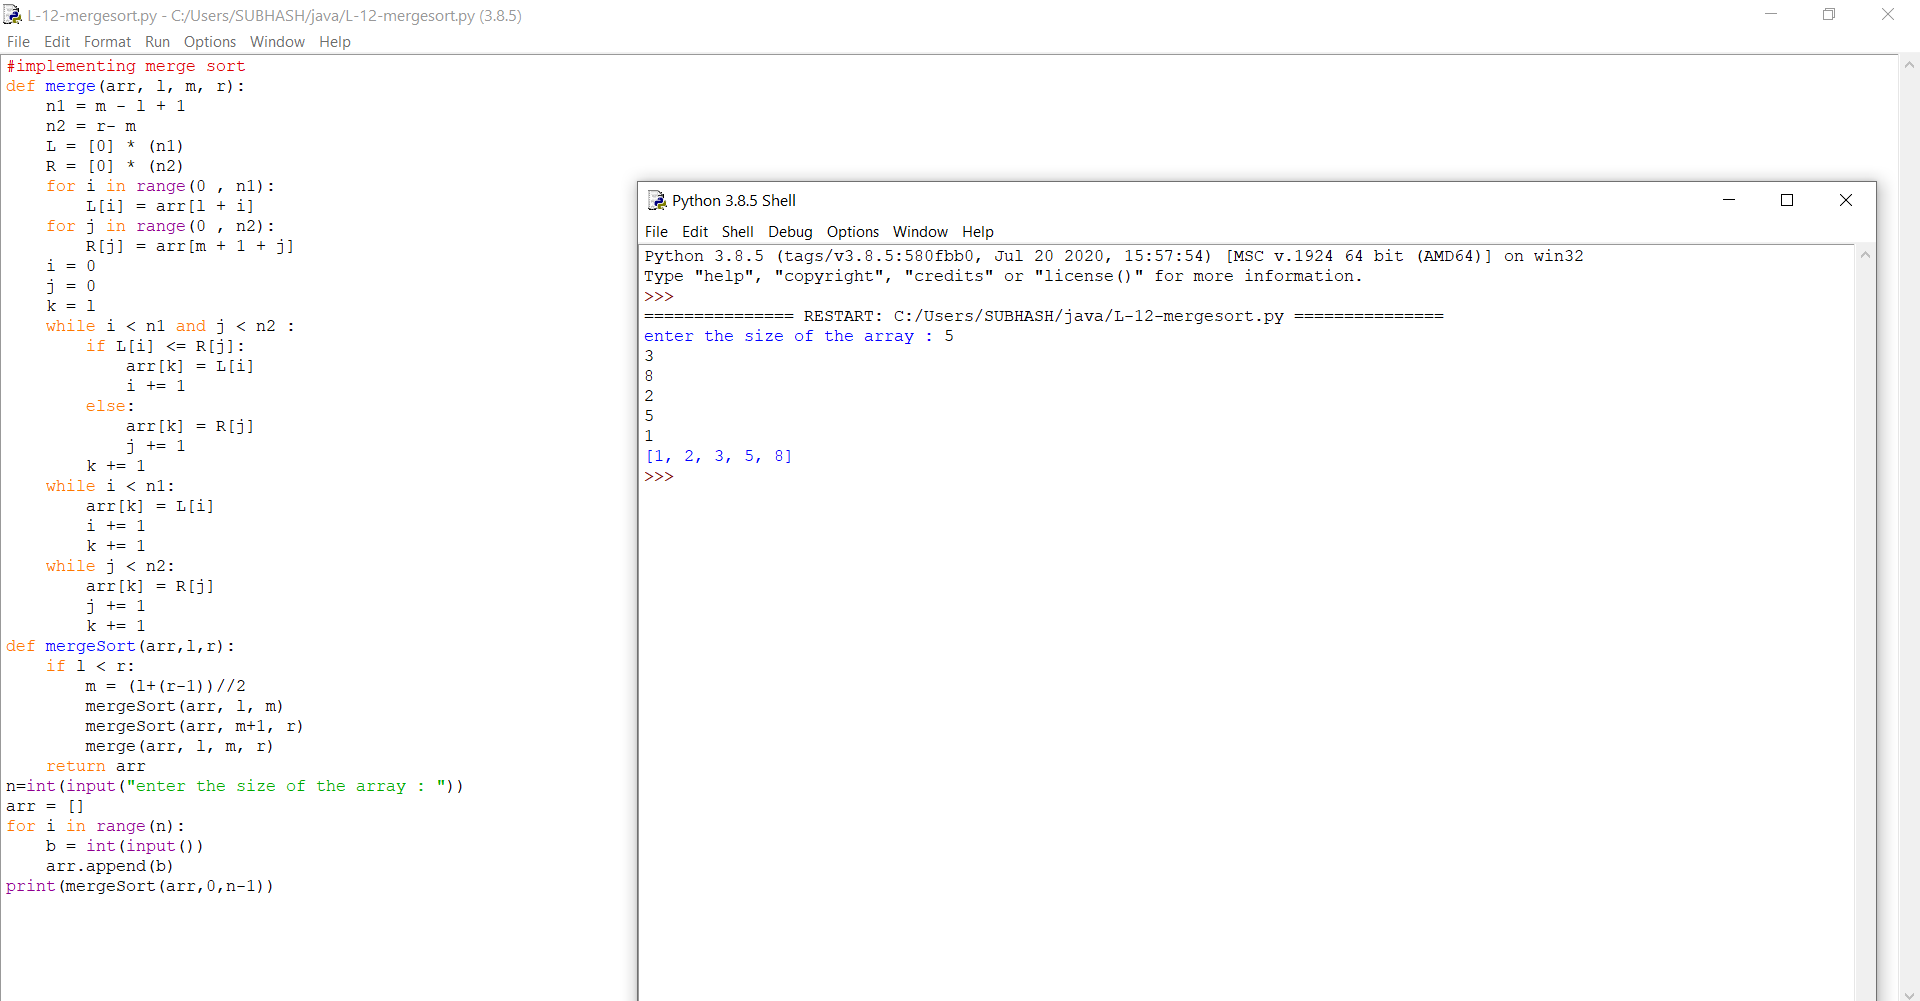 L-12-mergesort.py - C:/Users/SUBHASH/java/L-12-mergesort.py (3.8.5)
File Edit Format Run Options Window Help
#implementing merge sort
def merge(arr, l, m, r):
    n1 = m - l + 1
    n2 = r- m
    L = [0] * (n1)
    R = [0] * (n2)
    for i in range(0 , n1):
        L[i] = arr[l + i]
    for j in range(0 , n2):
        R[j] = arr[m + 1 + j]
    i = 0
    j = 0
    k = l
    while i < n1 and j < n2 :
        if L[i] <= R[j]:
            arr[k] = L[i]
            i += 1
        else:
            arr[k] = R[j]
            j += 1
        k += 1
    while i < n1:
        arr[k] = L[i]
        i += 1
        k += 1
    while j < n2:
        arr[k] = R[j]
        j += 1
        k += 1
def mergeSort(arr,l,r):
    if l < r:
        m = (l+(r-1))//2
        mergeSort(arr, l, m)
        mergeSort(arr, m+1, r)
        merge(arr, l, m, r)
    return arr
n=int(input("enter the size of the array : "))
arr = []
for i in range(n):
    b = int(input())
    arr.append(b)
print(mergeSort(arr,0,n-1))
Python 3.8.5 Shell
File Edit Shell Debug Options Window Help
Python 3.8.5 (tags/v3.8.5:580fbb0, Jul 20 2020, 15:57:54) [MSC v.1924 64 bit (AMD64)] on win32
Type "help", "copyright", "credits" or "license()" for more information.
>>>
=============== RESTART: C:/Users/SUBHASH/java/L-12-mergesort.py ===============
enter the size of the array : 5
3
8
2
5
1
[1, 2, 3, 5, 8]
>>>